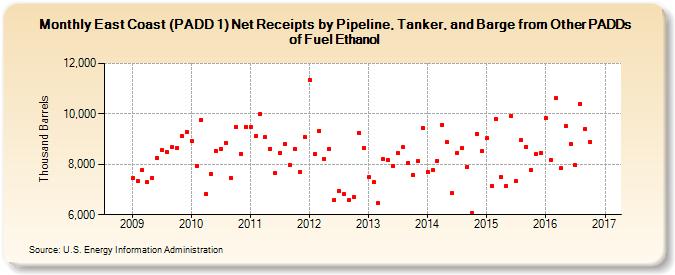 Monthly East Coast (PADD 1) Net Receipts by Pipeline, Tanker, and Barge from Other PADDs
of Fuel Ethanol
Thousand Barrels
12,000
10,000
8,000
6,000
2009 2010 2011 2012 2013 2014 2015 2016 2017
Source: U.S. Energy Information Administration